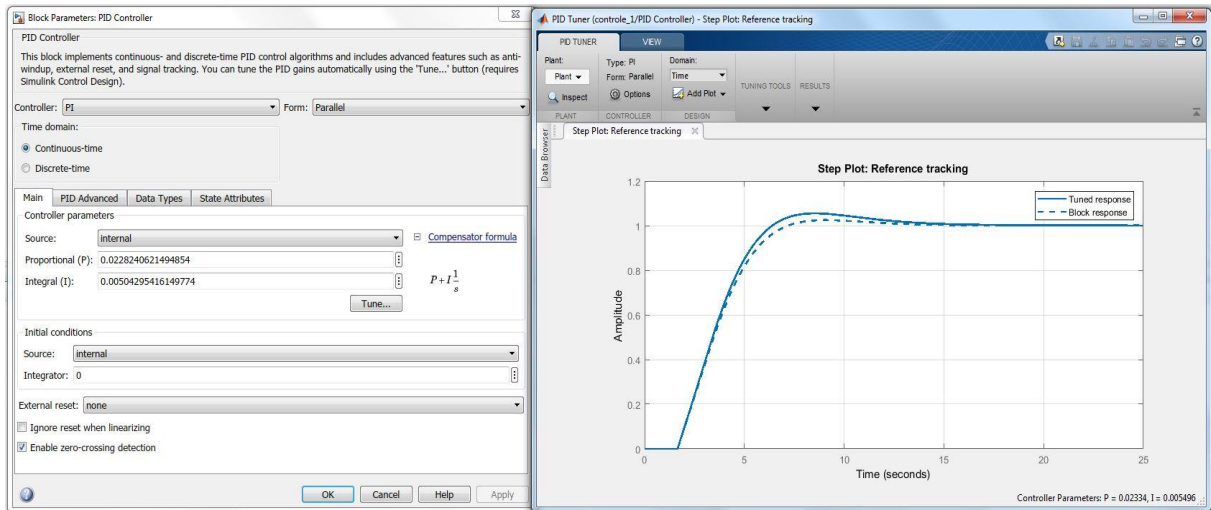 Block Parameters: PID Controller
PID Controller
This block implements continuous- and discrete-time PID control algorithms and includes advanced features such as anti-
windup, external reset, and signal tracking. You can tune the PID gains automatically using the 'Tune...' button (requires
Simulink Control Design).
Controller: PI Form: Parallel
Time domain:
Continuous-time
Discrete-time
Main PID Advanced Data Types State Attributes
Controller parameters
Source: internal Compensator formula
Proportional (P): 0.0228240621494854
Integral (I): 0.00504295416149774
P+I 1/s
Tune...
Initial conditions
Source: internal
Integrator: 0
External reset: none
Ignore reset when linearizing
Enable zero-crossing detection
OK Cancel Help Apply
PID Tuner (controle_1/PID Controller) - Step Plot: Reference tracking
PID TUNER VIEW
Plant: Type: PI Domain:
Plant Form: Parallel Time
Inspect Options Add Plot TUNING TOOLS RESULTS
PLANT CONTROLLER DESIGN
Data Browser
Step Plot: Reference tracking
Step Plot: Reference tracking
Tuned response
Block response
Amplitude
1.2
1
0.8
0.6
0.4
0.2
0
0 5 10 15 20 25
Time (seconds)
Controller Parameters: P = 0.02334, I = 0.005496